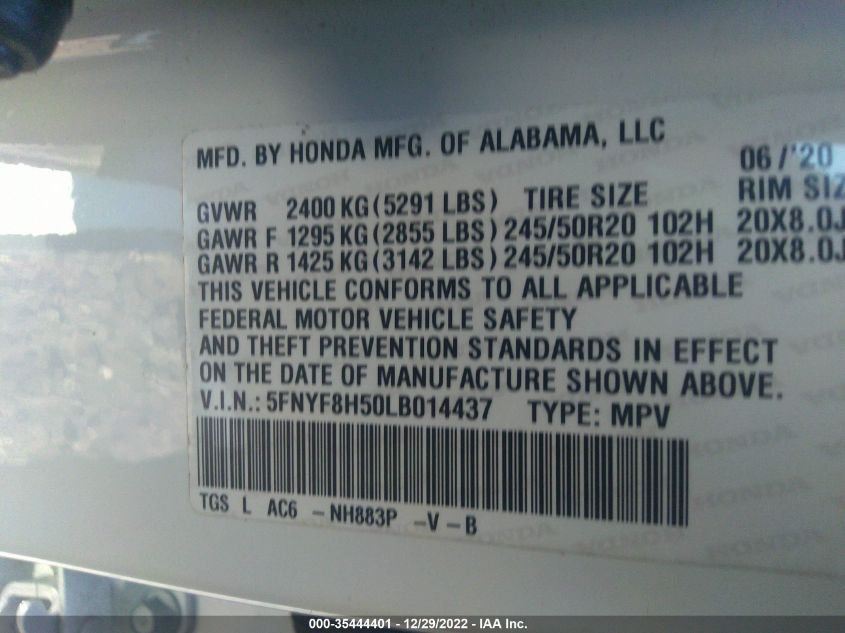 MFD. BY HONDA MFG. OF ALABAMA, LLC 06/'20
GVWR 2400 KG (5291 LBS) TIRE SIZE RIM SIZ
GAWR F 1295 KG (2855 LBS) 245/50R20 102H 20X8.0J
GAWR R 1425 KG (3142 LBS) 245/50R20 102H 20X8.0J
THIS VEHICLE CONFORMS TO ALL APPLICABLE
FEDERAL MOTOR VEHICLE SAFETY
AND THEFT PREVENTION STANDARDS IN EFFECT
ON THE DATE OF MANUFACTURE SHOWN ABOVE.
V.I.N.: 5FNYF8H50LB014437 TYPE: MPV
TGS L AC6 -NH883P -V -B
000-35444401 - 12/29/2022 - IAA Inc.